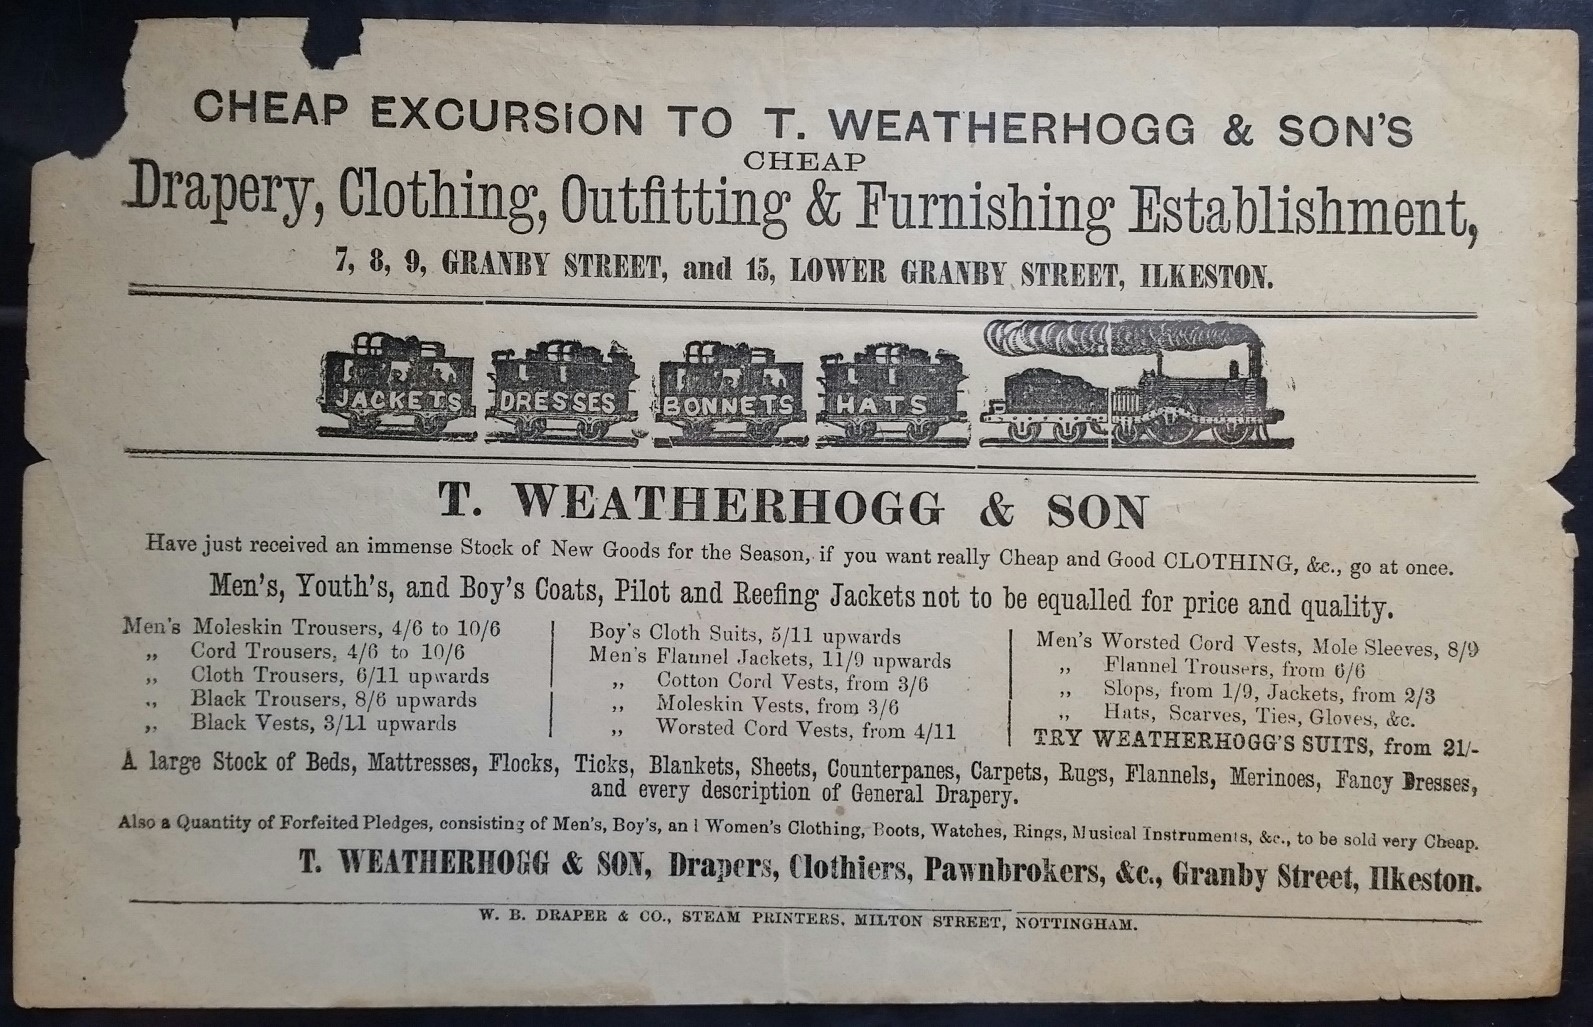 CHEAP EXCURSION TO T. WEATHERHOGG & SON'S
CHEAP
Drapery, Clothing, Outfitting & Furnishing Establishment,
7, 8, 9, GRANBY STREET, and 15, LOWER GRANBY STREET, ILKESTON.
JACKETS DRESSES BONNETS HATS
T. WEATHERHOGG & SON
Have just received an immense Stock of New Goods for the Season, if you want really Cheap and Good CLOTHING, &c., go at once.
Men's, Youth's, and Boy's Coats, Pilot and Reefing Jackets not to be equalled for price and quality.
Men's Moleskin Trousers, 4/6 to 10/6
„ Cord Trousers, 4/6 to 10/6
„ Cloth Trousers, 6/11 upwards
„ Black Trousers, 8/6 upwards
„ Black Vests, 3/11 upwards
Boy's Cloth Suits, 5/11 upwards
Men's Flannel Jackets, 11/9 upwards
„ Cotton Cord Vests, from 3/6
„ Moleskin Vests, from 3/6
„ Worsted Cord Vests, from 4/11
Men's Worsted Cord Vests, Mole Sleeves, 8/9
„ Flannel Trousers, from 6/6
„ Slops, from 1/9, Jackets, from 2/3
„ Hats, Scarves, Ties, Gloves, &c.
TRY WEATHERHOGG'S SUITS, from 21/-
A large Stock of Beds, Mattresses, Flocks, Ticks, Blankets, Sheets, Counterpanes, Carpets, Rugs, Flannels, Merinoes, Fancy Dresses,
and every description of General Drapery.
Also a Quantity of Forfeited Pledges, consisting of Men's, Boy's, and Women's Clothing, Boots, Watches, Rings, Musical Instruments, &c., to be sold very Cheap.
T. WEATHERHOGG & SON, Drapers, Clothiers, Pawnbrokers, &c., Granby Street, Ilkeston.
W. B. DRAPER & CO., STEAM PRINTERS, MILTON STREET, NOTTINGHAM.